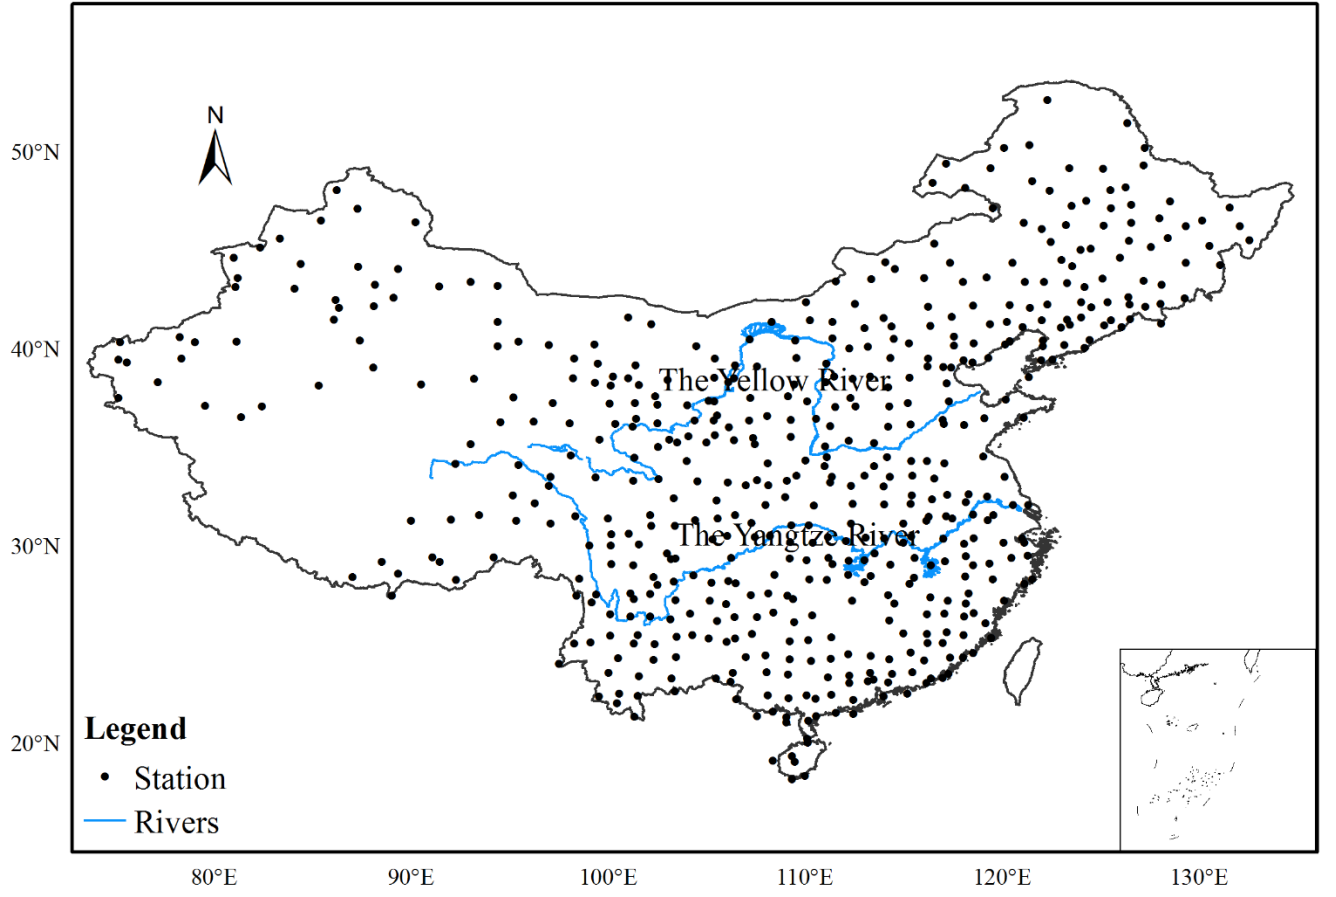 N
50°N
40°N
30°N
20°N
The Yellow River
The Yangtze River
Legend
Station
Rivers
80°E
90°E
100°E
110°E
120°E
130°E